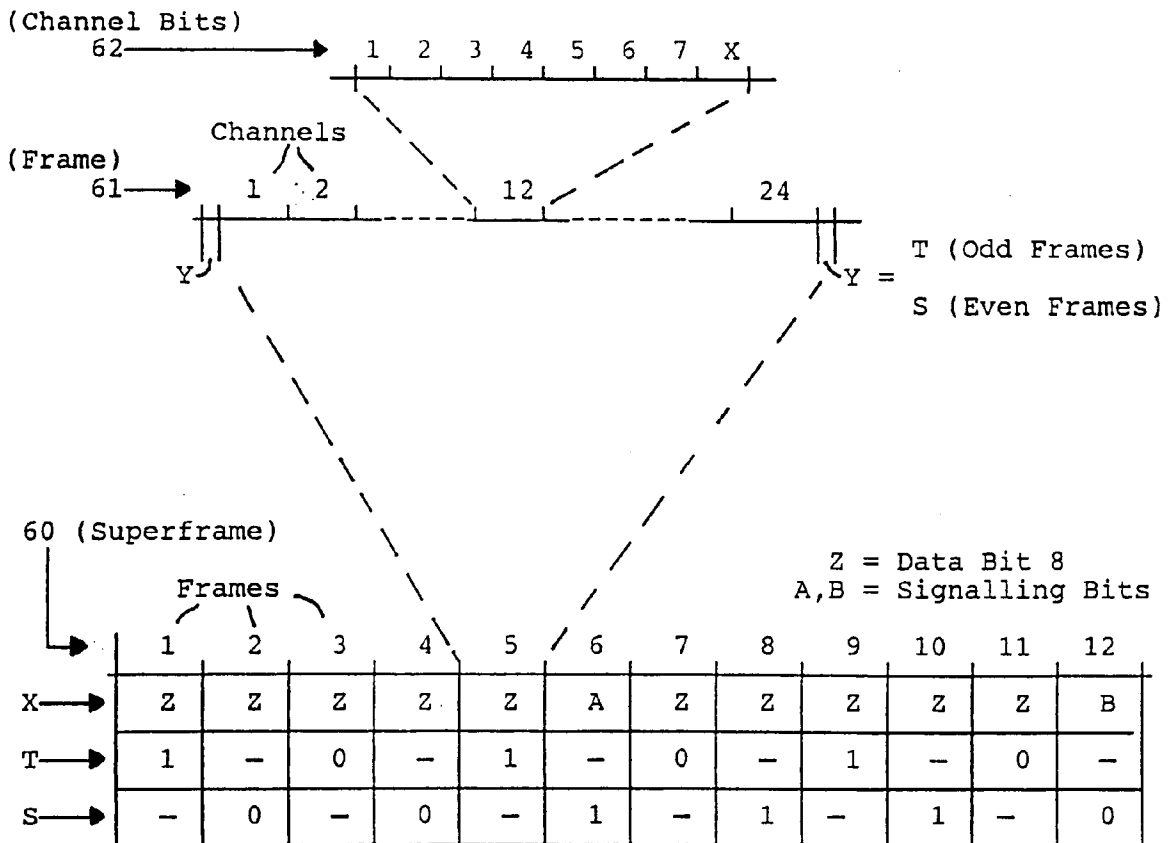 (Channel Bits)
62 1 2 3 4 5 6 7 X
Channels
(Frame)
61 1 2 12 24
T (Odd Frames)
Y Y =
S (Even Frames)
60 (Superframe)
Z = Data Bit 8
Frames A,B = Signalling Bits
1 2 3 4 5 6 7 8 9 10 11 12
X Z Z Z Z Z A Z Z Z Z Z B
T 1 — 0 — 1 — 0 — 1 — 0 —
S — 0 — 0 — 1 — 1 — 1 — 0